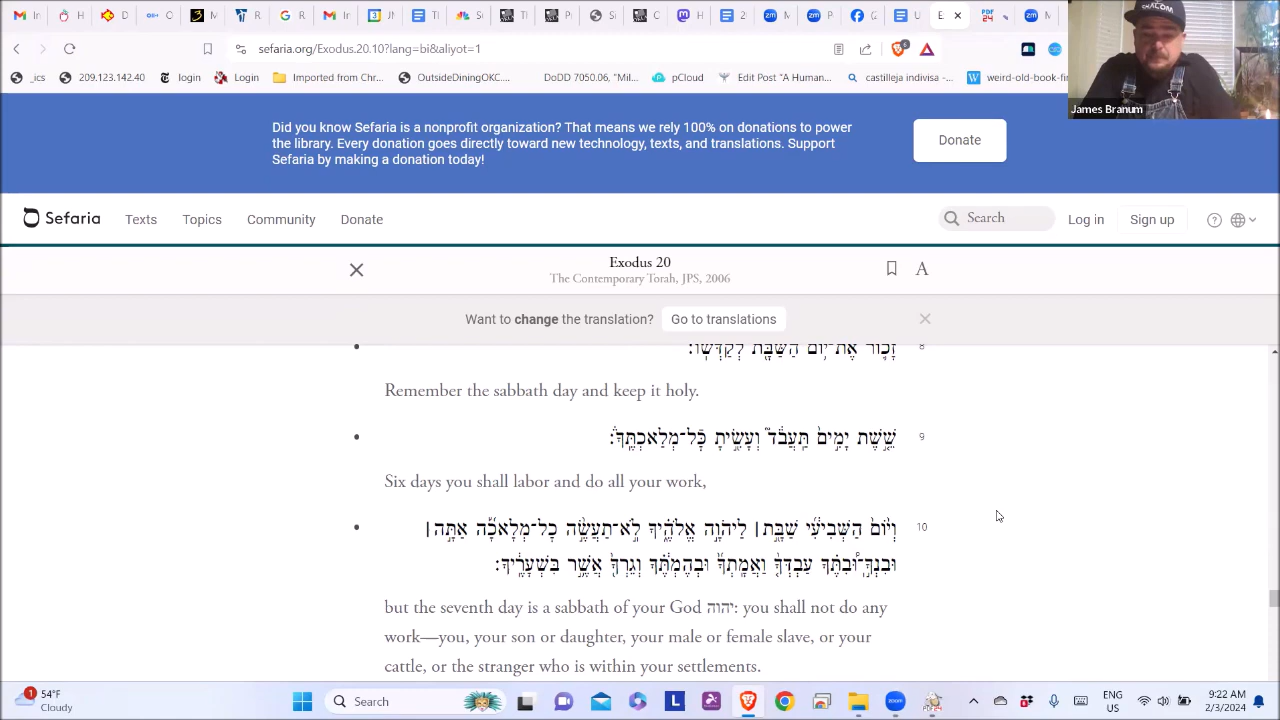 sefaria.org/Exodus.20.10?lang=bi&aliyot=1
_ics 209.123.142.40 login Login Imported from Chr... OutsideDiningOKC... DoDD 7050.06, "Mil... pCloud Edit Post "A Human... castilleja indivisa -... weird-old-book-fin
James Branum
Did you know Sefaria is a nonprofit organization? That means we rely 100% on donations to power
the library. Every donation goes directly toward new technology, texts, and translations. Support
Sefaria by making a donation today!
Donate
Sefaria Texts Topics Community Donate Search Log in Sign up
Exodus 20
The Contemporary Torah, JPS, 2006
A
Want to change the translation? Go to translations
זָכ֛וֹר אֶת־י֥וֹם הַשַּׁבָּ֖ת לְקַדְּשֽׁוֹ׃ 8
Remember the sabbath day and keep it holy.
שֵׁ֤שֶׁת יָמִים֙ תַּֽעֲבֹ֔ד֮ וְעָשִׂ֖יתָ כׇּל־מְלַאכְתֶּֽךָ֒׃ 9
Six days you shall labor and do all your work,
וְי֨וֹם֙ הַשְּׁבִיעִ֜֔י שַׁבָּ֖ת ׀ לַיהֹוָ֣ה אֱלֹהֶ֑֗יךָ לֹֽ֣א־תַעֲשֶׂ֣ה כׇל־מְלָאכָ֡ה אַתָּ֣ה ׀ 10
וּבִנְךָֽ֣־וּ֠בִתֶּ֗ךָ עַבְדְּךָ֤֨ וַאֲמָֽתְךָ֜֙ וּבְהֶמְתֶּ֔֗ךָ וְגֵרְךָ֖֙ אֲשֶׁ֥֣ר בִּשְׁעָרֶֽ֔יךָ׃
but the seventh day is a sabbath of your God יהוה: you shall not do any
work—you, your son or daughter, your male or female slave, or your
cattle, or the stranger who is within your settlements.
54°F
Cloudy
Search
ENG
US
9:22 AM
2/3/2024